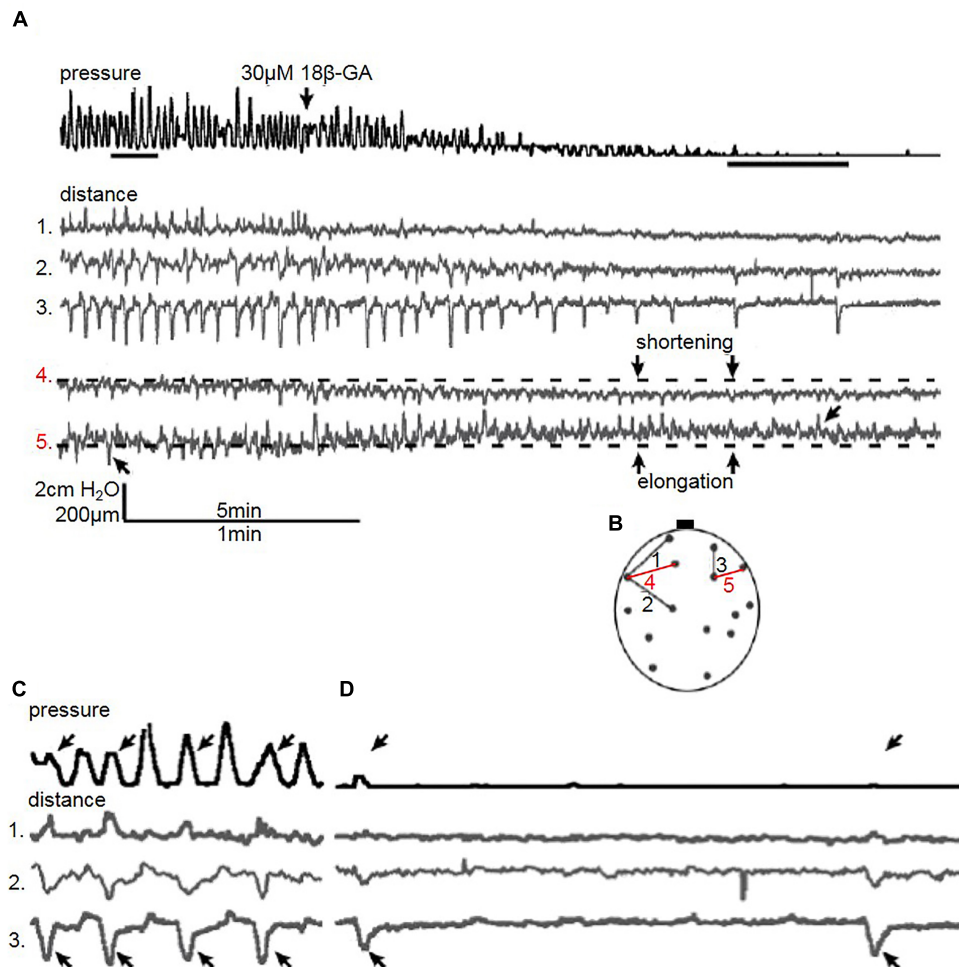 A
pressure
30µM 18β-GA
distance
1.
2.
3.
shortening
4.
5.
elongation
2cm H₂O
200µm
5min
1min
B
1
3
4
5
2
C
D
pressure
distance
1.
2.
3.